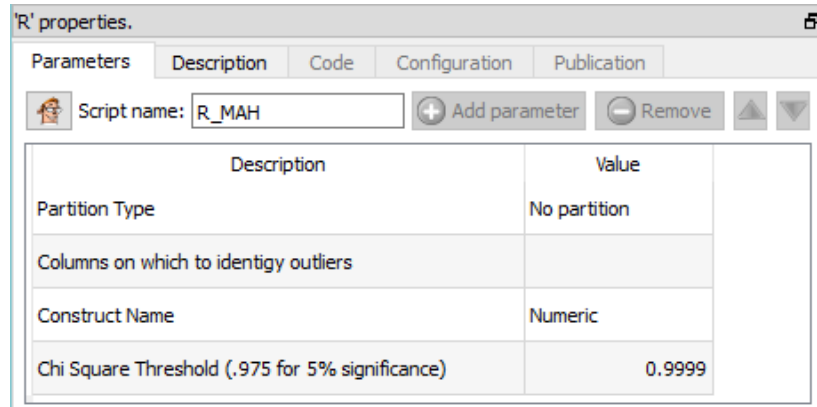 'R' properties.
Parameters Description Code Configuration Publication
Script name: R_MAH Add parameter Remove
Description Value
Partition Type No partition
Columns on which to identigy outliers
Construct Name Numeric
Chi Square Threshold (.975 for 5% significance) 0.9999